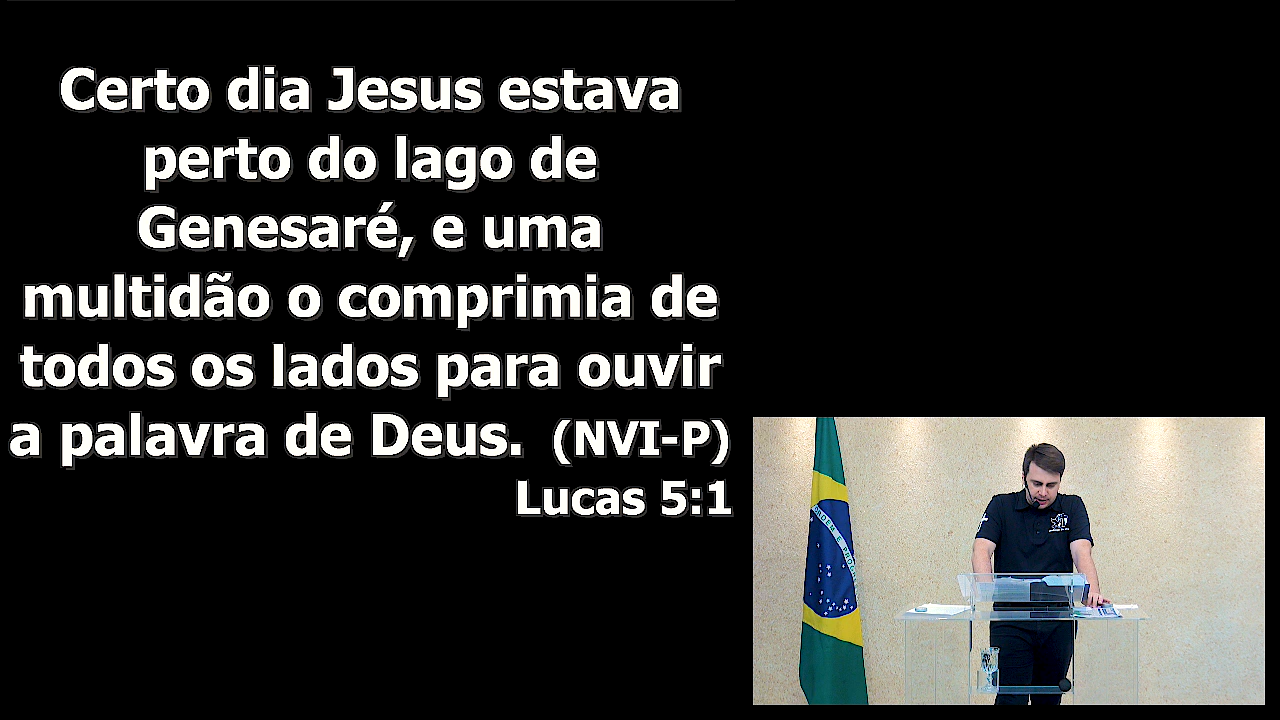 Certo dia Jesus estava
perto do lago de
Genesaré, e uma
multidão o comprimia de
todos os lados para ouvir
a palavra de Deus. (NVI-P)
Lucas 5:1